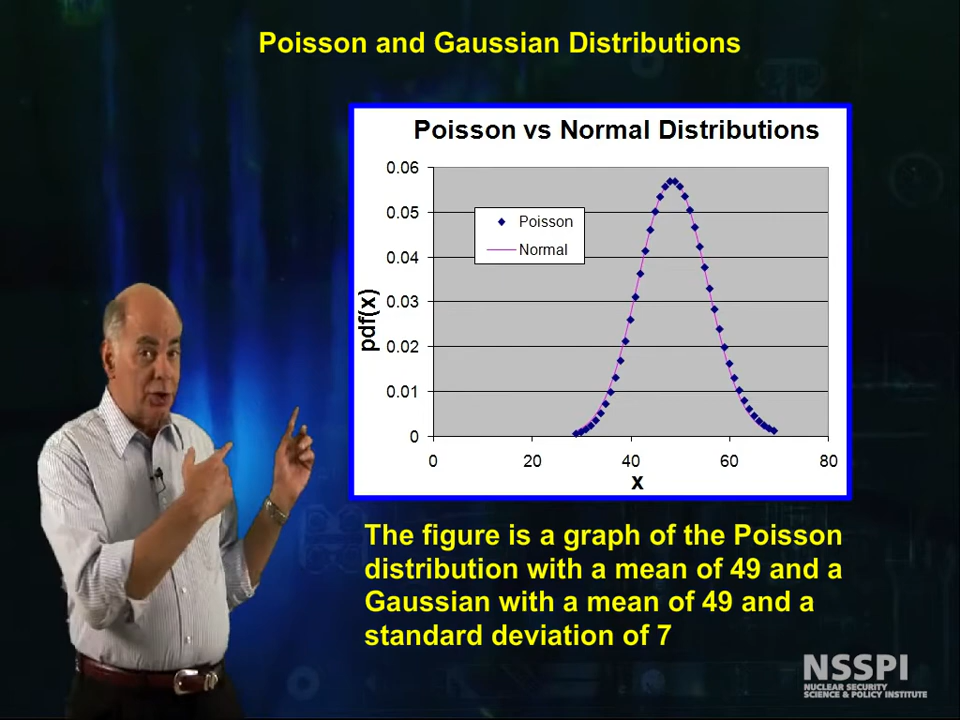 Poisson and Gaussian Distributions
Poisson vs Normal Distributions
0.06
0.05
0.04
0.03
0.02
0.01
0
pdf(x)
Poisson
Normal
0 20 40 60 80
x
The figure is a graph of the Poisson
distribution with a mean of 49 and a
Gaussian with a mean of 49 and a
standard deviation of 7
NSSPI
NUCLEAR SECURITY
SCIENCE & POLICY INSTITUTE